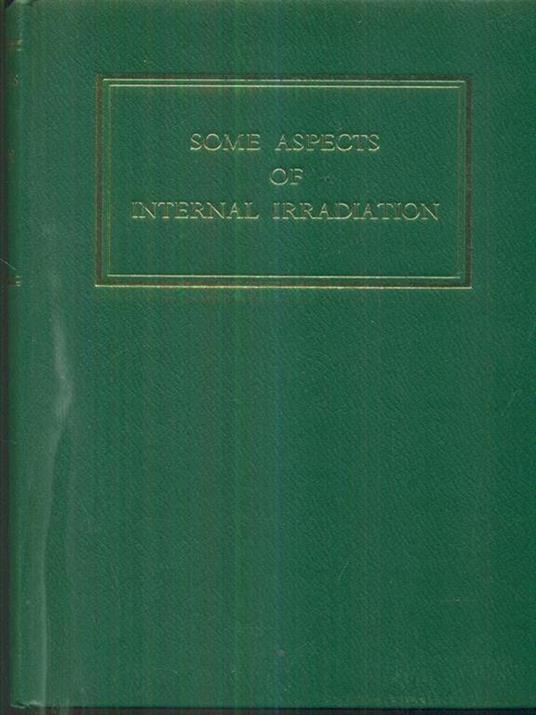 SOME ASPECTS
OF
INTERNAL IRRADIATION